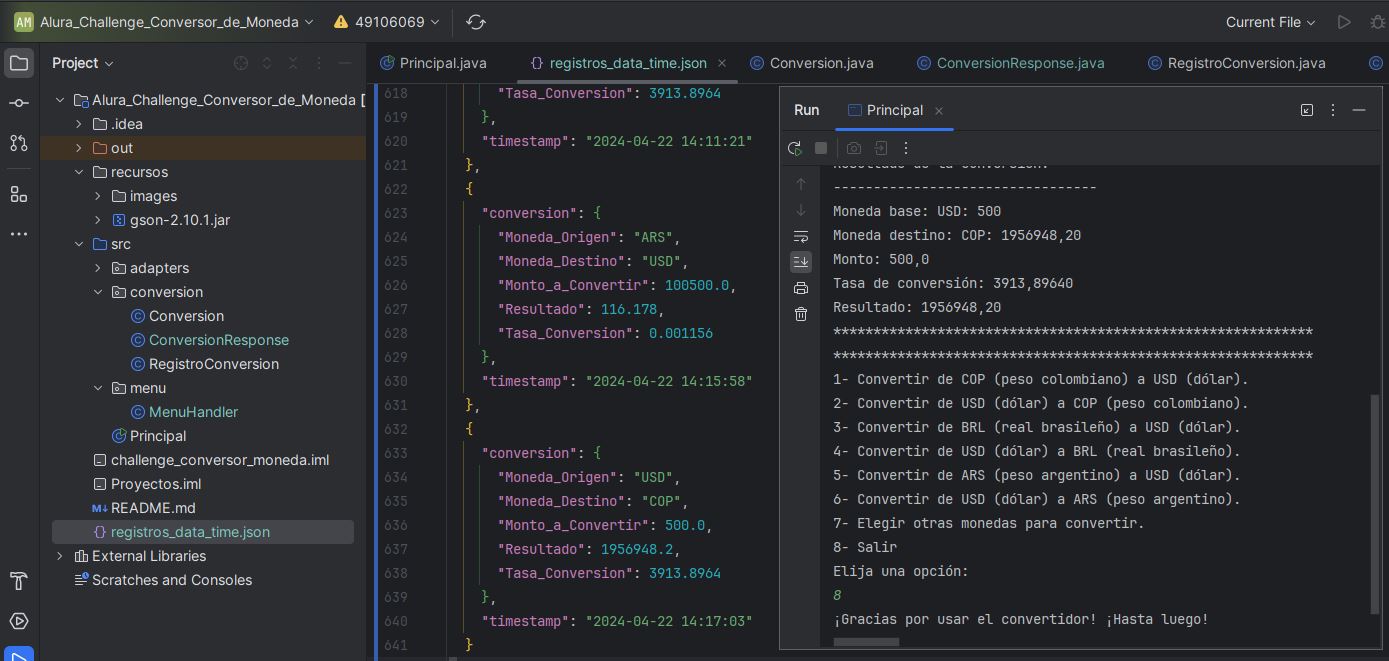 AM Alura_Challenge_Conversor_de_Moneda 49106069 Current File
Project
Alura_Challenge_Conversor_de_Moneda [
.idea
out
recursos
images
gson-2.10.1.jar
src
adapters
conversion
Conversion
ConversionResponse
RegistroConversion
menu
MenuHandler
Principal
challenge_conversor_moneda.iml
Proyectos.iml
M↓ README.md
{} registros_data_time.json
External Libraries
Scratches and Consoles
Principal.java {} registros_data_time.json × Conversion.java ConversionResponse.java RegistroConversion.java
618 "Tasa_Conversion": 3913.8964
619 },
620 "timestamp": "2024-04-22 14:11:21"
621 },
622 {
623 "conversion": {
624 "Moneda_Origen": "ARS",
625 "Moneda_Destino": "USD",
626 "Monto_a_Convertir": 100500.0,
627 "Resultado": 116.178,
628 "Tasa_Conversion": 0.001156
629 },
630 "timestamp": "2024-04-22 14:15:58"
631 },
632 {
633 "conversion": {
634 "Moneda_Origen": "USD",
635 "Moneda_Destino": "COP",
636 "Monto_a_Convertir": 500.0,
637 "Resultado": 1956948.2,
638 "Tasa_Conversion": 3913.8964
639 },
640 "timestamp": "2024-04-22 14:17:03"
641 }
Run Principal ×
Resultado de la conversión:
---------------------------------
Moneda base: USD: 500
Moneda destino: COP: 1956948,20
Monto: 500,0
Tasa de conversión: 3913,89640
Resultado: 1956948,20
************************************************************
************************************************************
1- Convertir de COP (peso colombiano) a USD (dólar).
2- Convertir de USD (dólar) a COP (peso colombiano).
3- Convertir de BRL (real brasileño) a USD (dólar).
4- Convertir de USD (dólar) a BRL (real brasileño).
5- Convertir de ARS (peso argentino) a USD (dólar).
6- Convertir de USD (dólar) a ARS (peso argentino).
7- Elegir otras monedas para convertir.
8- Salir
Elija una opción:
8
¡Gracias por usar el convertidor! ¡Hasta luego!